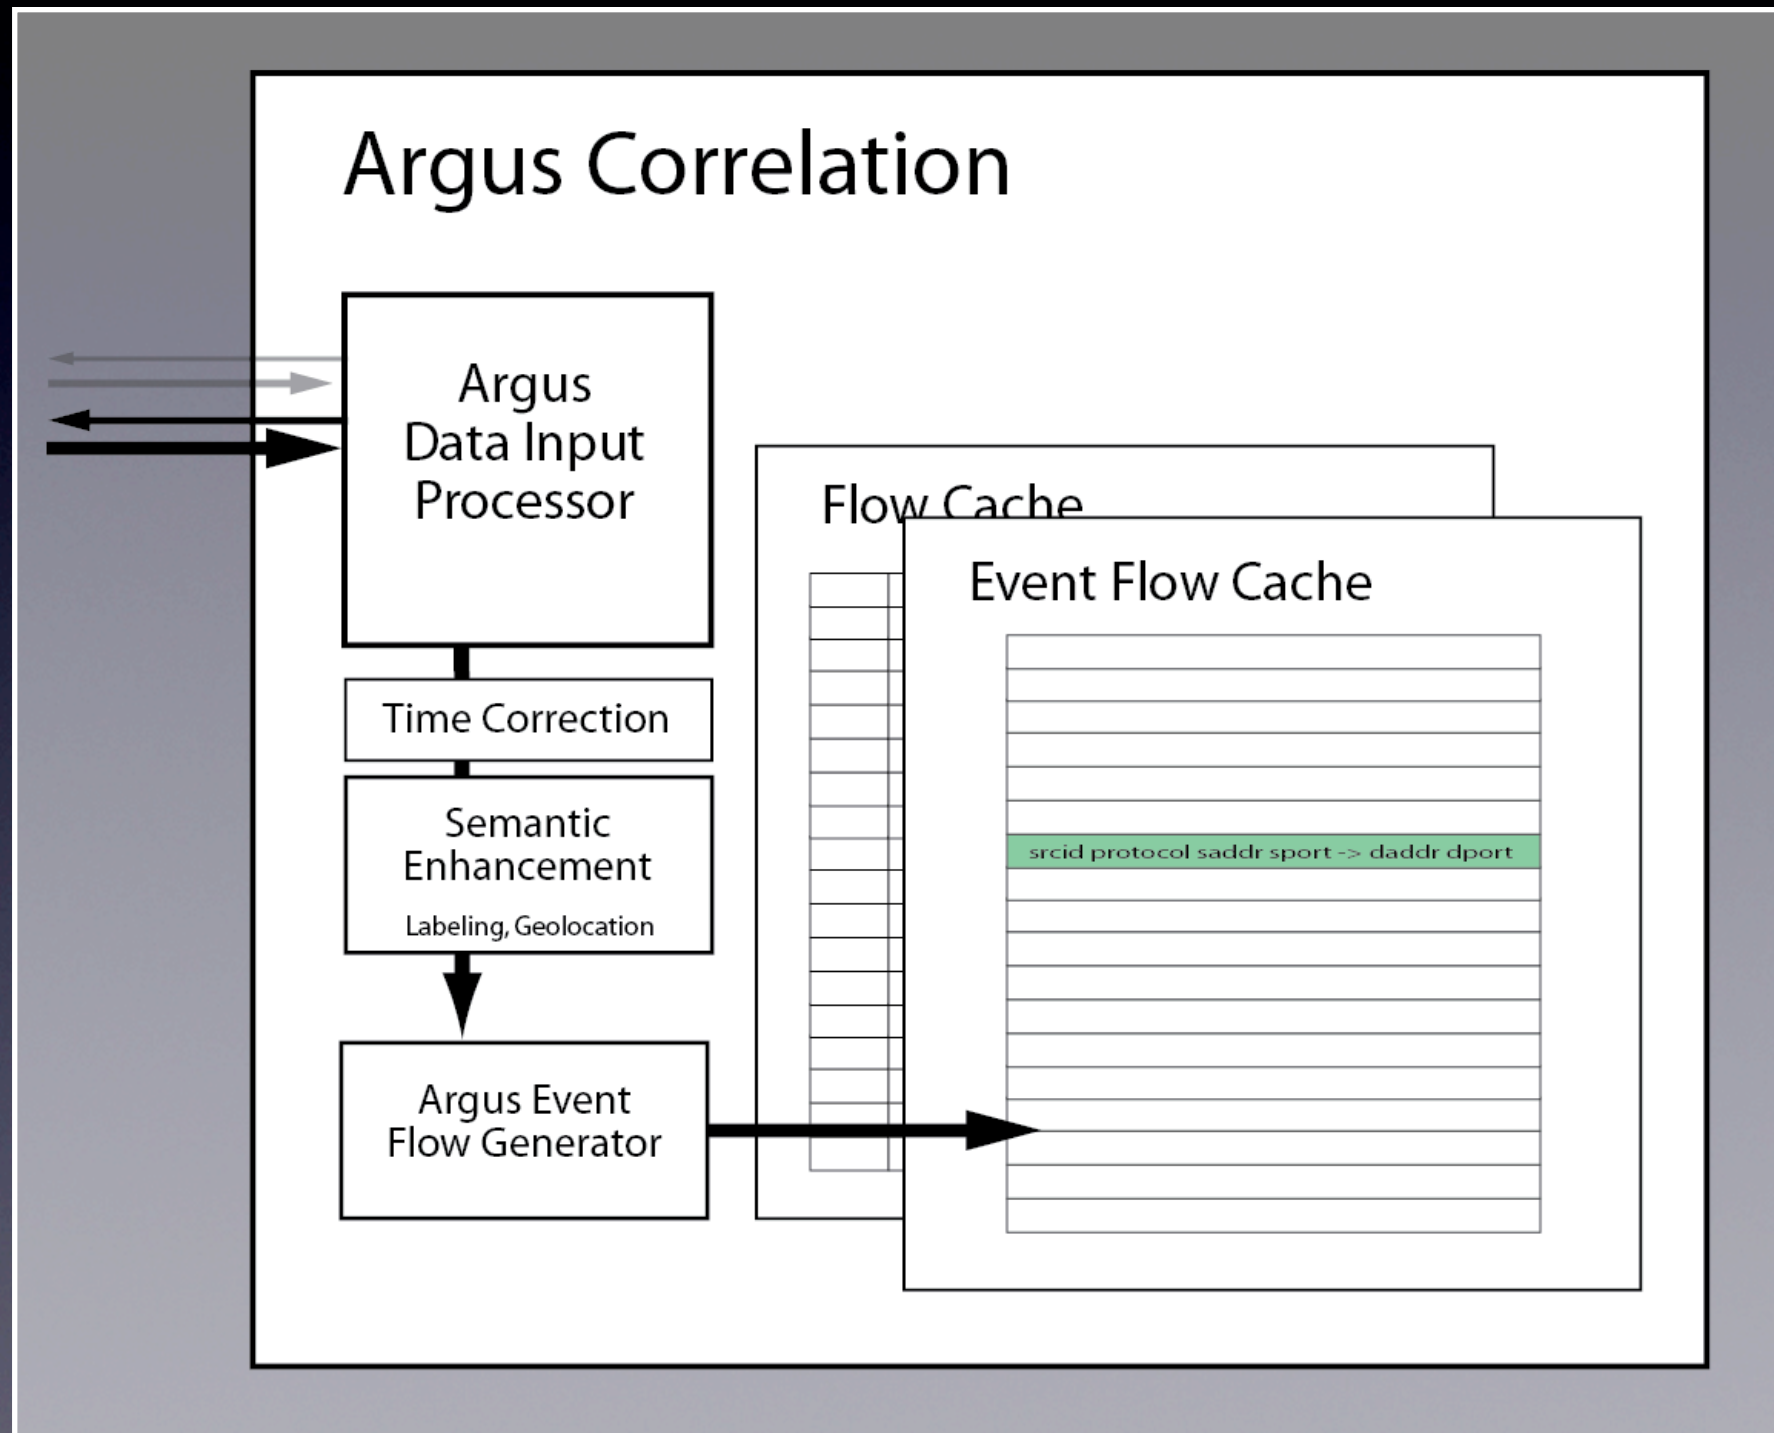 Argus Correlation
Argus
Data Input
Processor
Time Correction
Semantic
Enhancement
Labeling, Geolocation
Argus Event
Flow Generator
Flow Cache
Event Flow Cache
srcid protocol saddr sport -> daddr dport